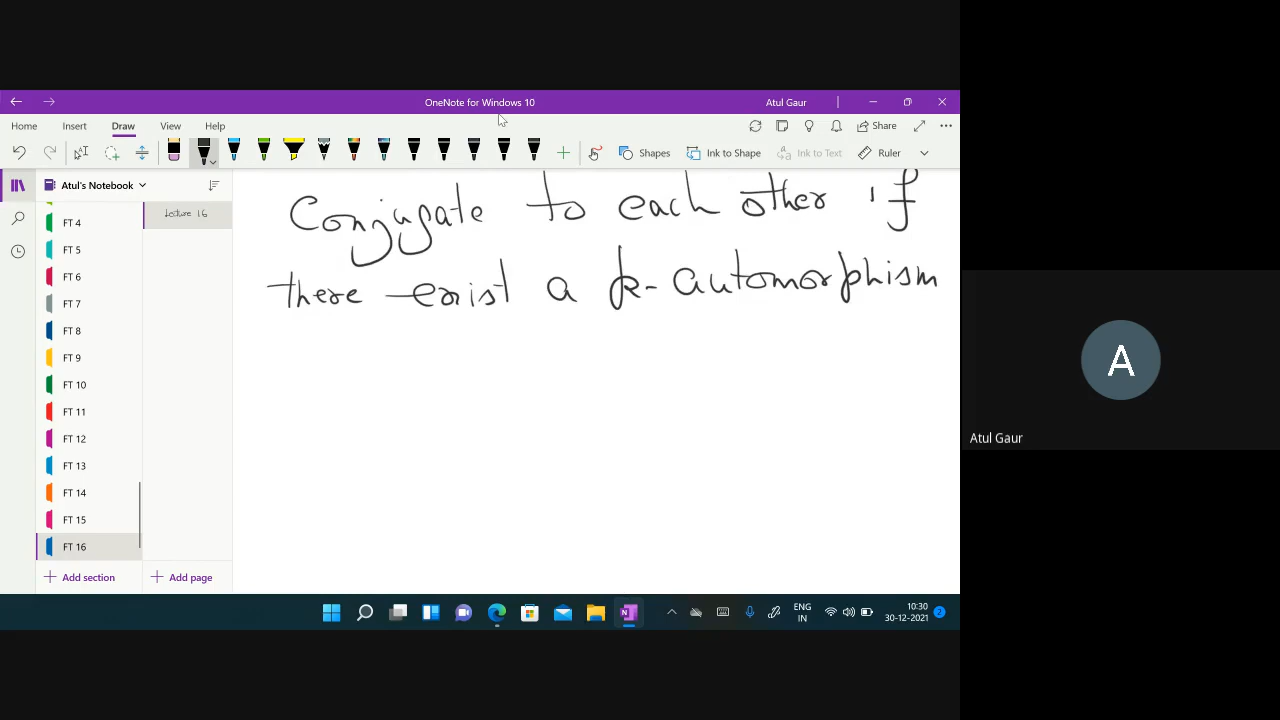 OneNote for Windows 10
Atul Gaur
Home Insert Draw View Help
Share
Shapes Ink to Shape Ink to Text Ruler
Atul's Notebook
Lecture 16
FT 4
FT 5
FT 6
FT 7
FT 8
FT 9
FT 10
FT 11
FT 12
FT 13
FT 14
FT 15
FT 16
Add section
Add page
Conjugate to each other if
there exist a k-automorphism
A
Atul Gaur
ENG
IN
10:30
30-12-2021
2